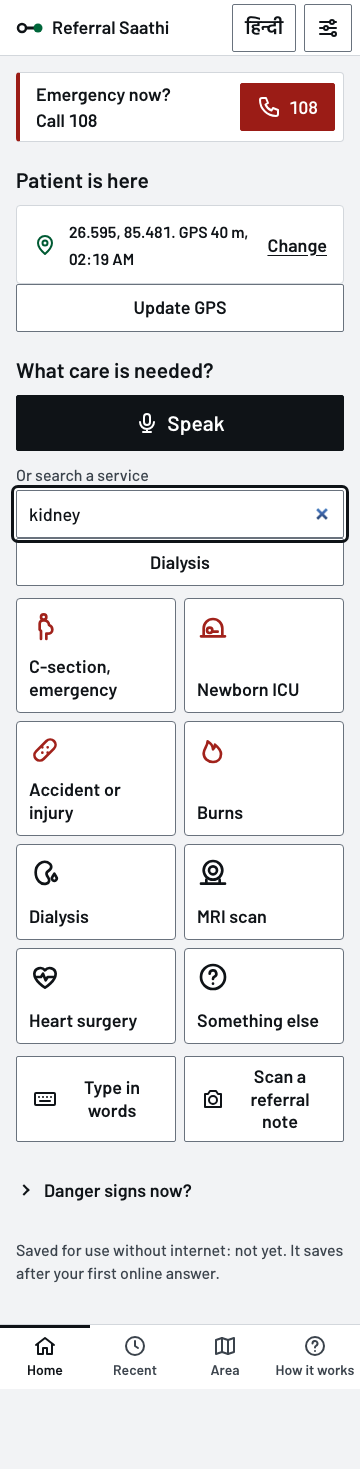 Referral Saathi
हिन्दी
Emergency now?
Call 108
108
Patient is here
26.595, 85.481. GPS 40 m,
02:19 AM
Change
Update GPS
What care is needed?
Speak
Or search a service
kidney
Dialysis
C-section,
emergency
Newborn ICU
Accident or
injury
Burns
Dialysis
MRI scan
Heart surgery
Something else
Type in
words
Scan a
referral
note
Danger signs now?
Saved for use without internet: not yet. It saves
after your first online answer.
Home
Recent
Area
How it works